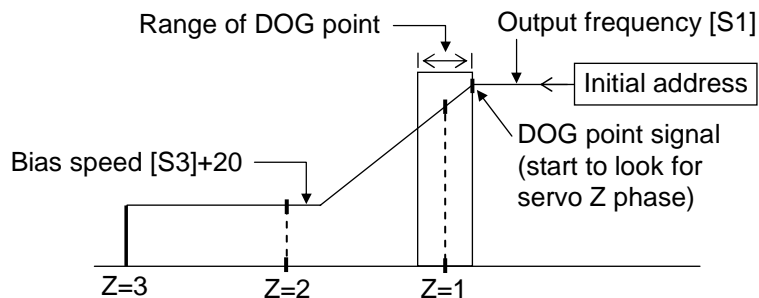 Range of DOG point
Output frequency [S1]
Initial address
DOG point signal
(start to look for
servo Z phase)
Bias speed [S3]+20
Z=3
Z=2
Z=1